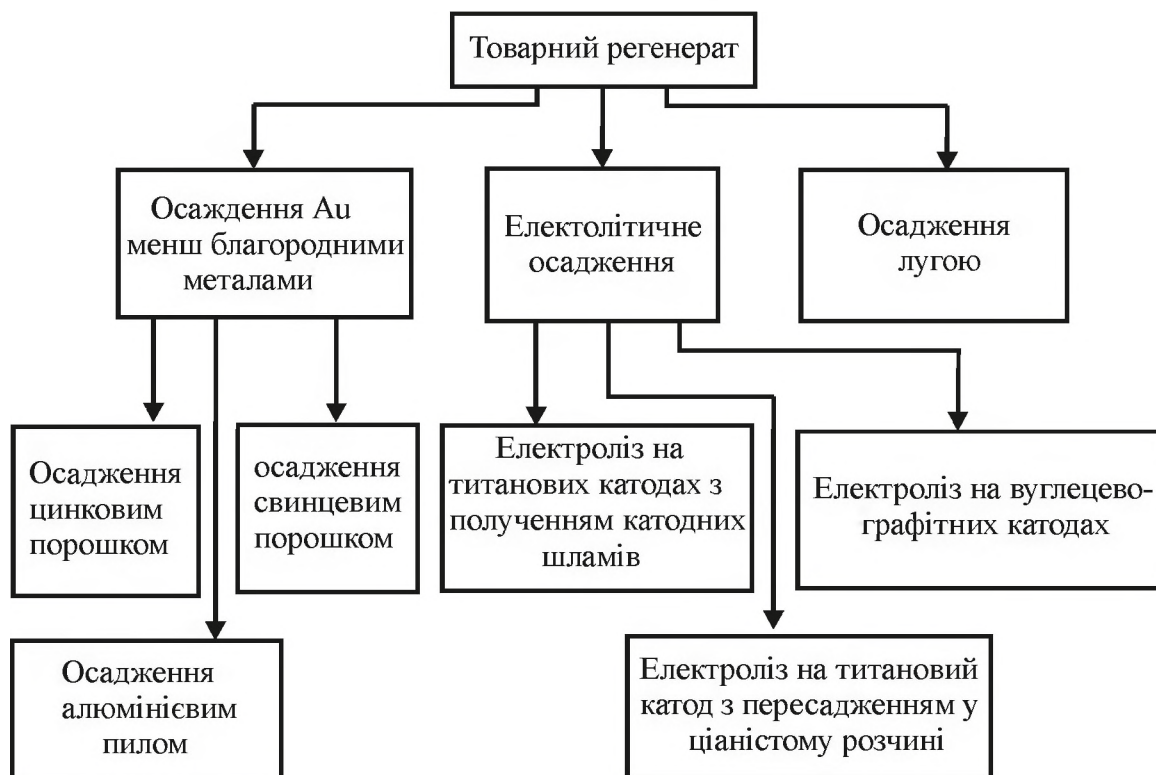 Товарний регенерат
Осаждення Au
менш благородними
металами
Електолітичне
осадження
Осадження
лугою
Осадження
цинковим
порошком
осадження
свинцевим
порошком
Електроліз на
титанових катодах з
полученням катодних
шламів
Електроліз на вуглецево-
графітних катодах
Осадження
алюмінієвим
пилом
Електроліз на титановий
катод з пересадженням у
ціаністому розчині